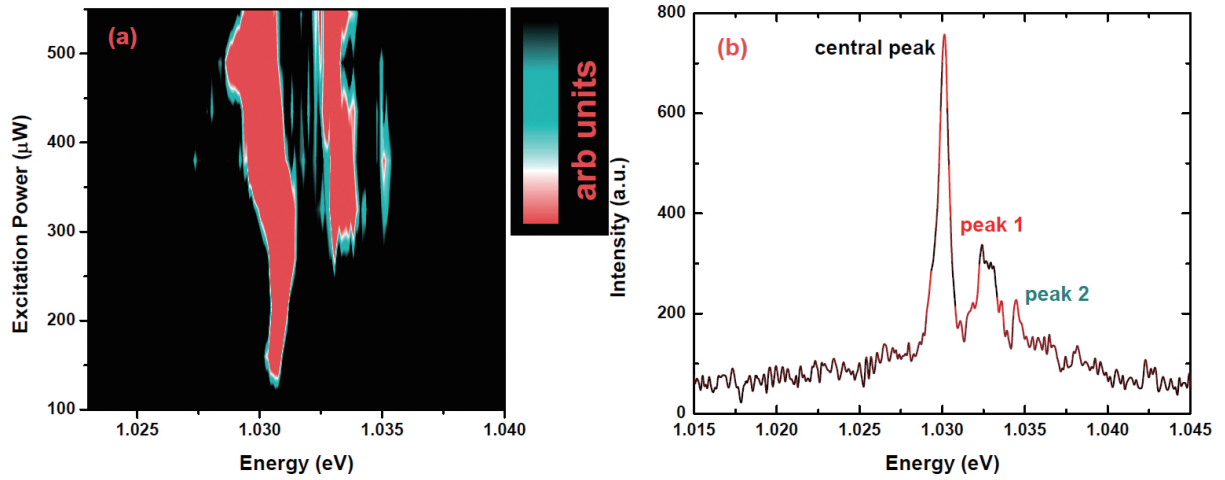 (a)
550
500
400
300
200
100
Excitation Power (μW)
1.025
1.030
1.035
1.040
Energy (eV)
arb units
(b)
800
600
400
200
0
Intensity (a.u.)
central peak
peak 1
peak 2
1.015
1.020
1.025
1.030
1.035
1.040
1.045
Energy (eV)